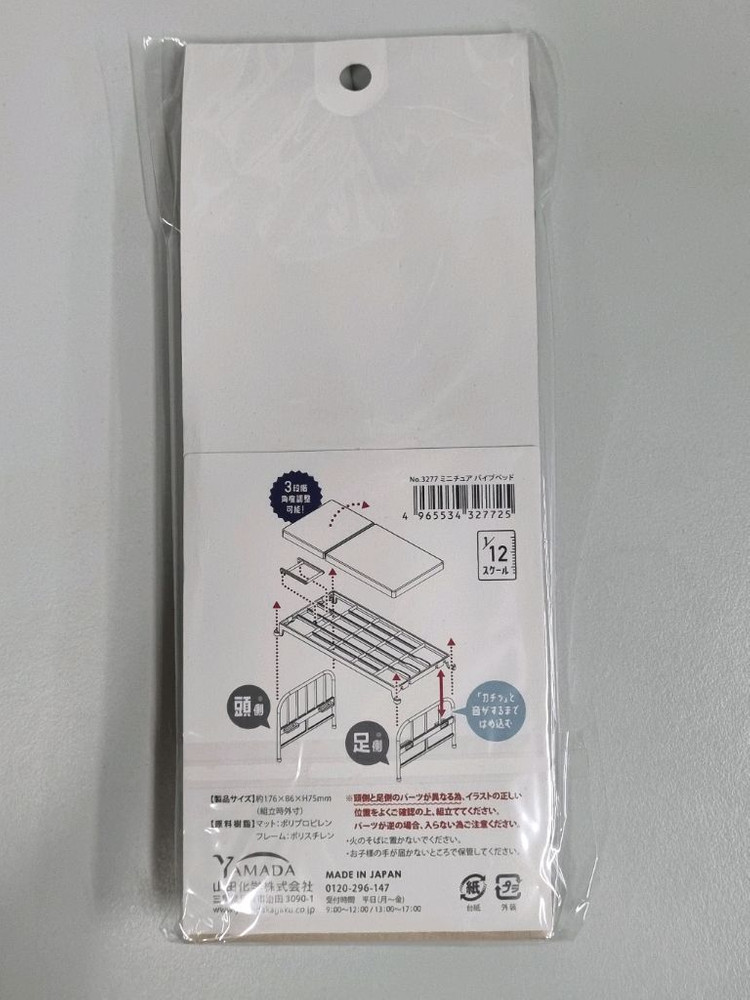 No.3277 ミニチュア パイプベッド
4 965534 327725
3段階
角度調整
可能!
1/12
スケール
頭側※
足側※
「カチッ」と
音がするまで
はめ込む
【製品サイズ】約176×86×H75mm
(組立時外寸)
【原料樹脂】マット:ポリプロピレン
フレーム:ポリスチレン
※頭側と足側のパーツが異なる為、イラストの正しい
位置をよくご確認の上、組立ててください。
パーツが逆の場合、入らない為ご注意ください。
・火のそばに置かないでください。
・お子様の手が届かないところで保管してください。
YAMADA
山田化学株式会社
3090-1
MADE IN JAPAN
0120-296-147
受付時間 平日(月〜金)
9:00〜12:00 / 13:00〜17:00
紙
台紙
プラ
外装